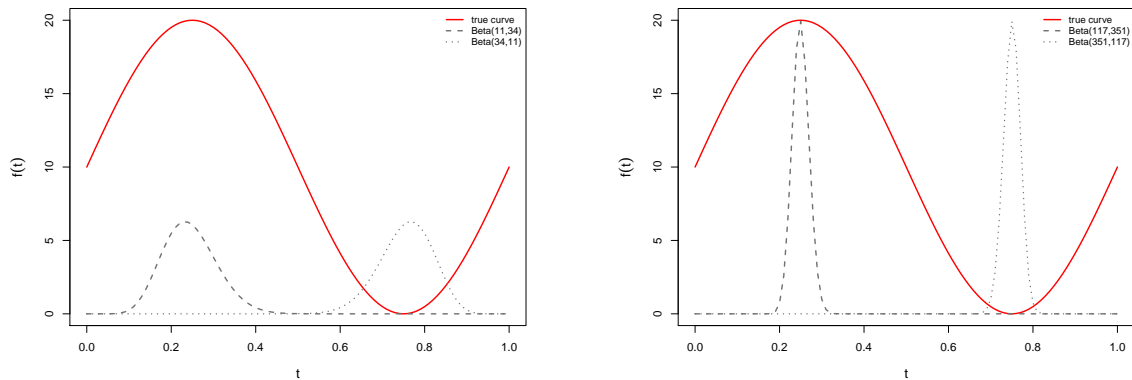 true curve
Beta(11,34)
Beta(34,11)
f(t)
20
15
10
5
0
0.0 0.2 0.4 0.6 0.8 1.0
t
true curve
Beta(117,351)
Beta(351,117)
f(t)
20
15
10
5
0
0.0 0.2 0.4 0.6 0.8 1.0
t